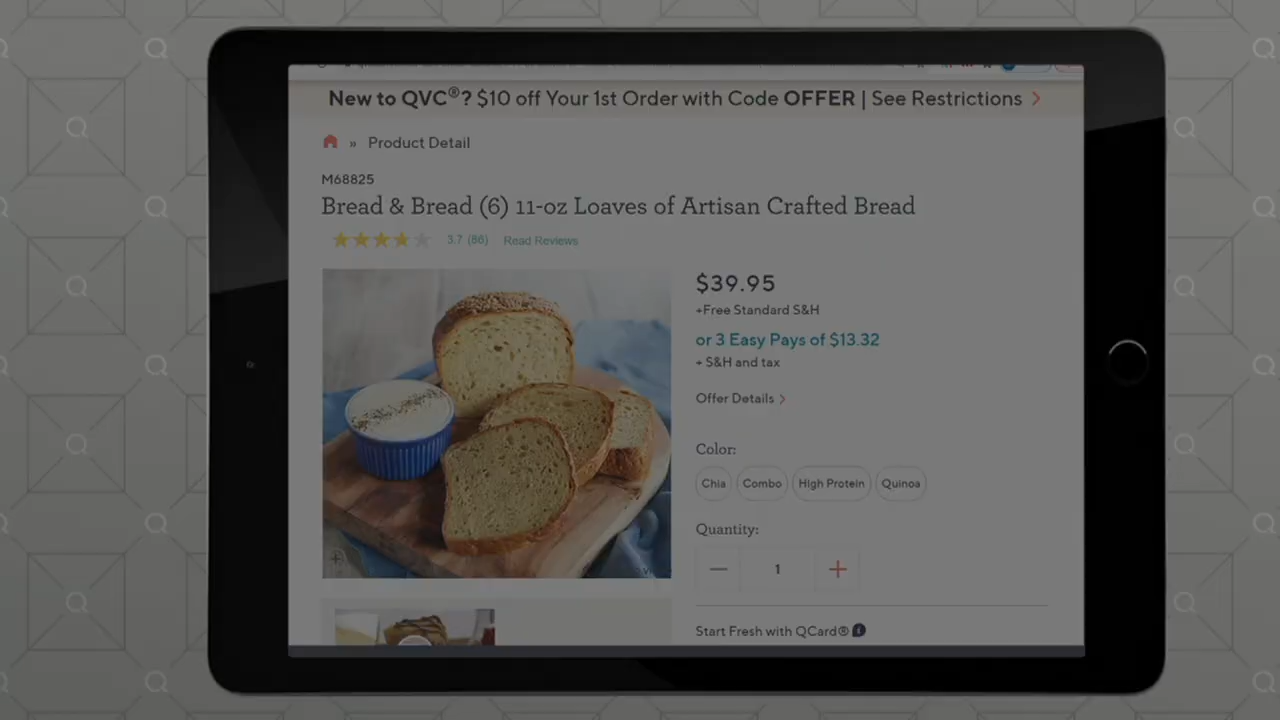 New to QVC®? $10 off Your 1st Order with Code OFFER | See Restrictions >
» Product Detail
M68825
Bread & Bread (6) 11-oz Loaves of Artisan Crafted Bread
3.7 (86) Read Reviews
$39.95
+Free Standard S&H
or 3 Easy Pays of $13.32
+ S&H and tax
Offer Details >
Color:
Chia Combo High Protein Quinoa
Quantity:
— 1 +
Start Fresh with QCard®